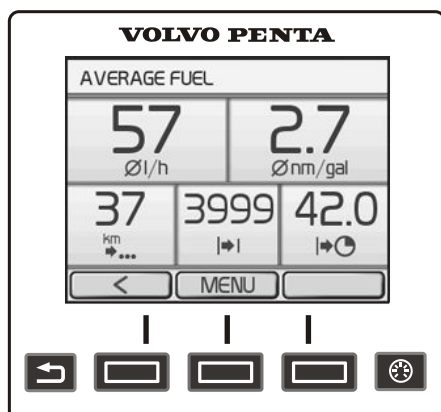 VOLVO PENTA
AVERAGE FUEL
57 2.7
Øl/h Ønm/gal
37 3999 42.0
km
< MENU